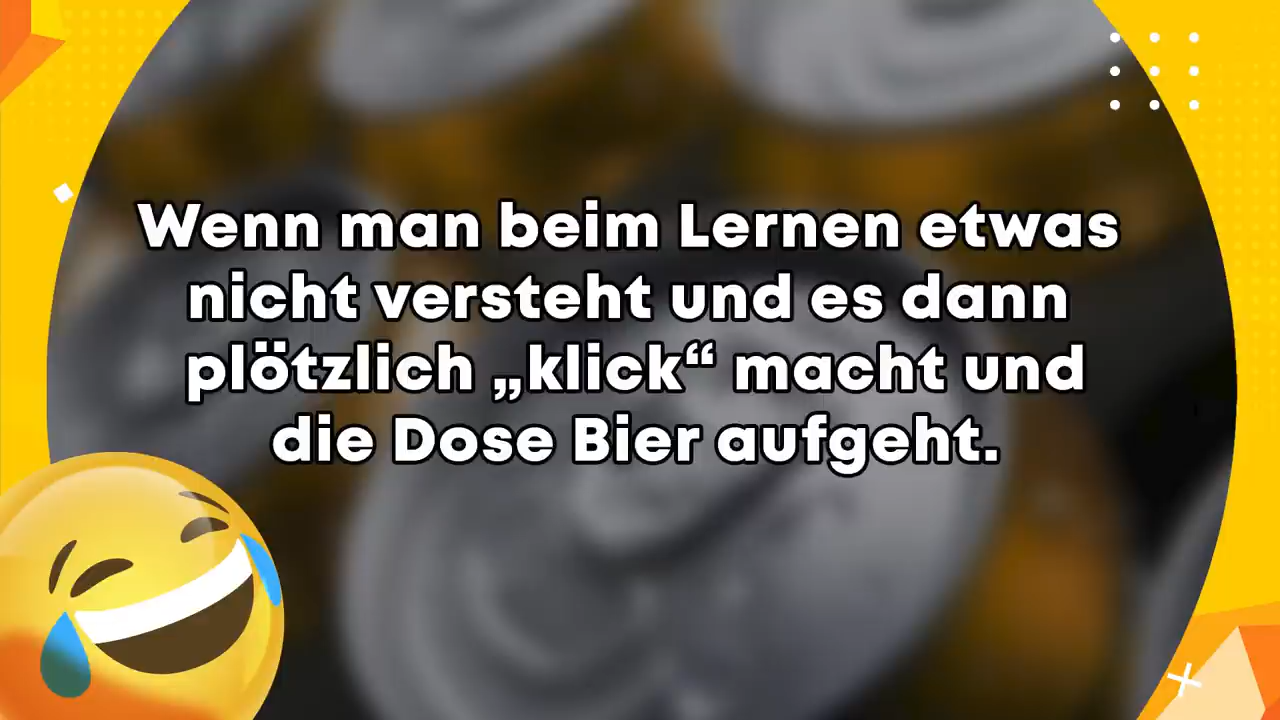 Wenn man beim Lernen etwas
nicht versteht und es dann
plötzlich „klick“ macht und
die Dose Bier aufgeht.